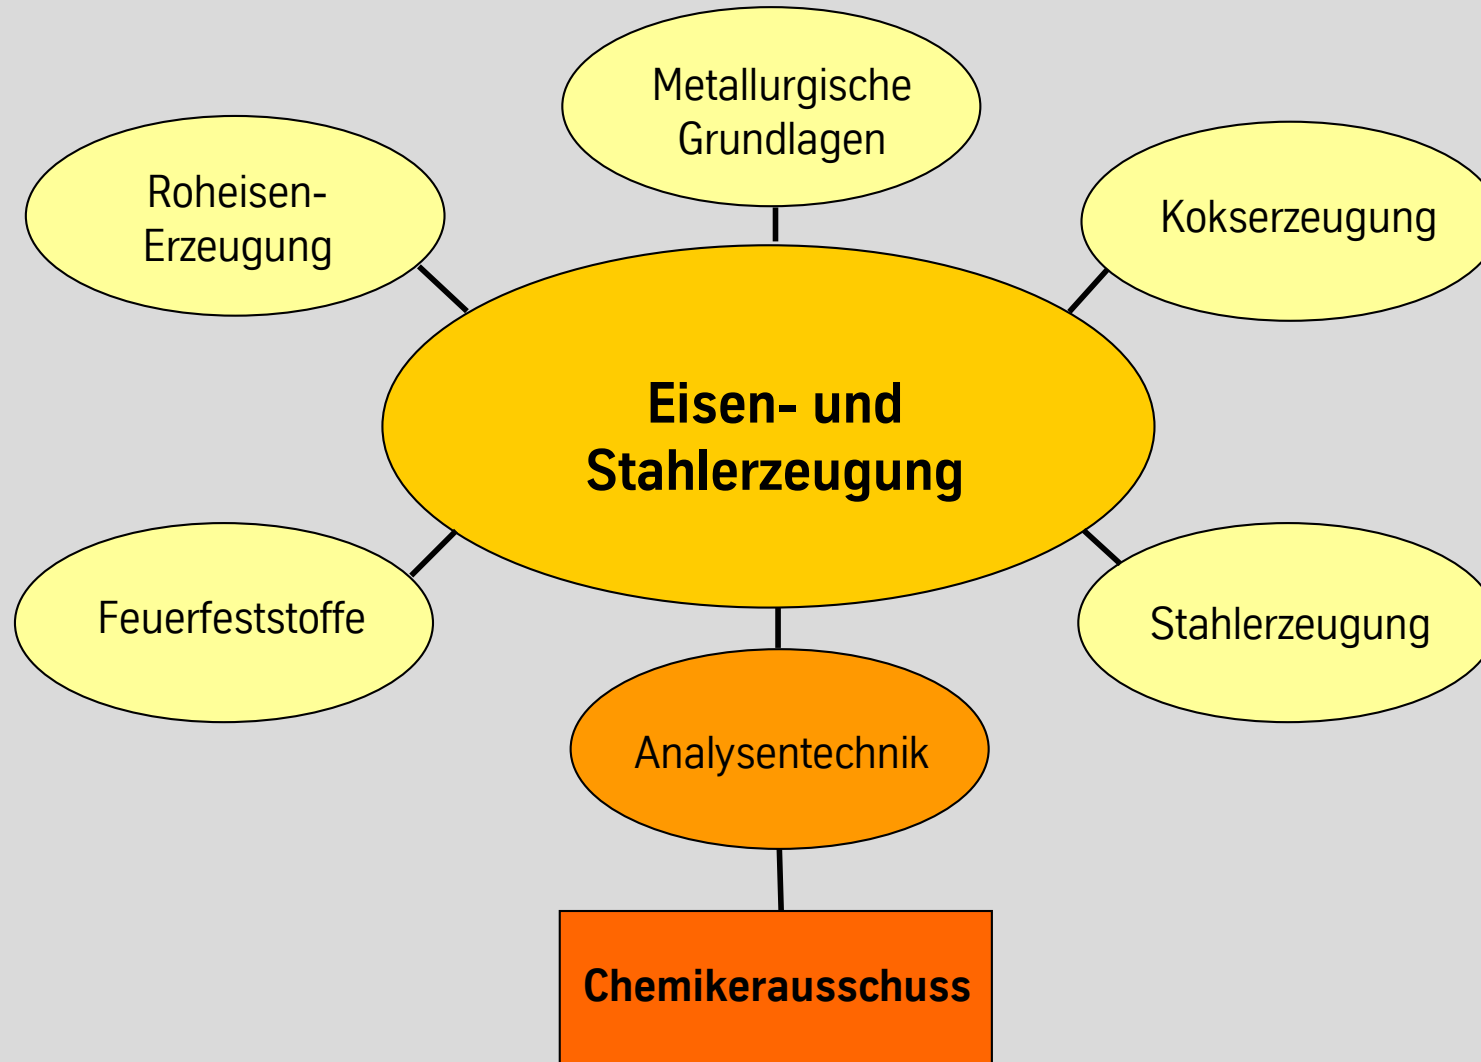 Metallurgische
Grundlagen
Roheisen-
Erzeugung
Kokserzeugung
Eisen- und
Stahlerzeugung
Feuerfeststoffe
Stahlerzeugung
Analysentechnik
Chemikerausschuss